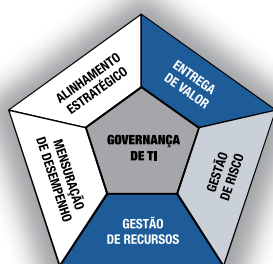 ALINHAMENTO
ESTRATÉGICO
ENTREGA
DE VALOR
MENSURAÇÃO
DE DESEMPENHO
GOVERNANÇA
DE TI
GESTÃO
DE RISCO
GESTÃO
DE RECURSOS